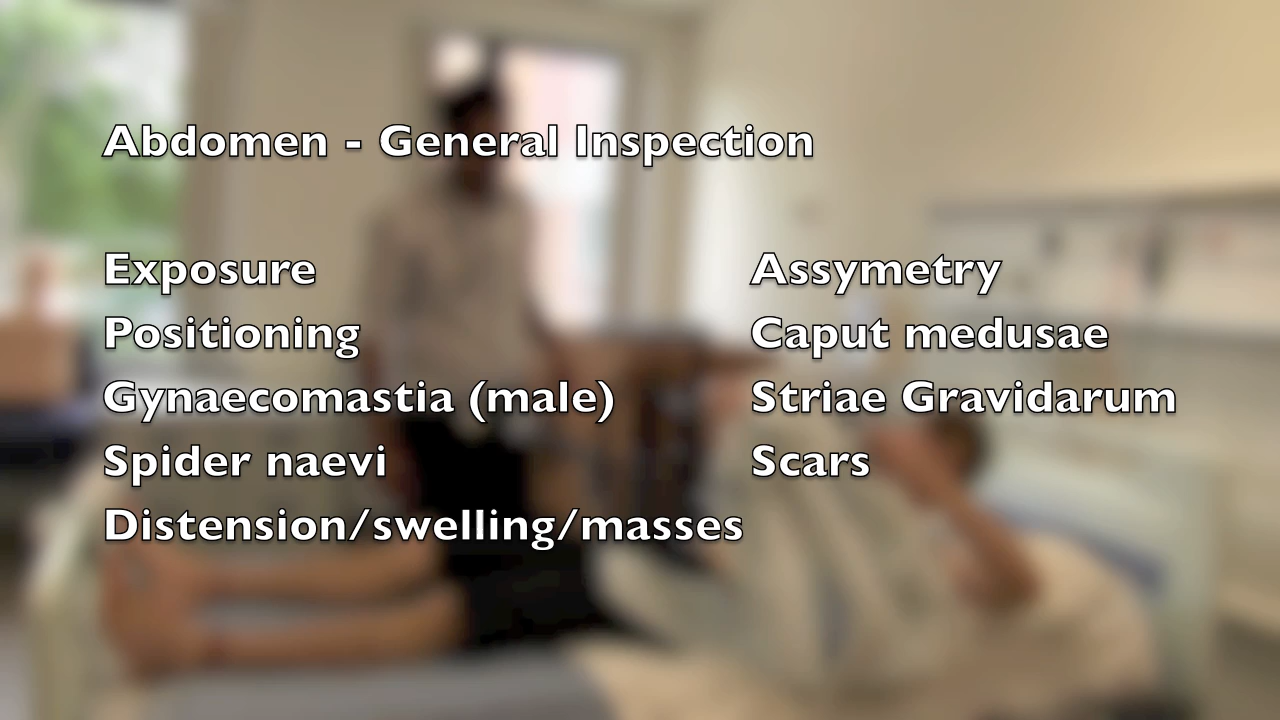 Abdomen - General Inspection
Exposure
Positioning
Gynaecomastia (male)
Spider naevi
Distension/swelling/masses
Assymetry
Caput medusae
Striae Gravidarum
Scars